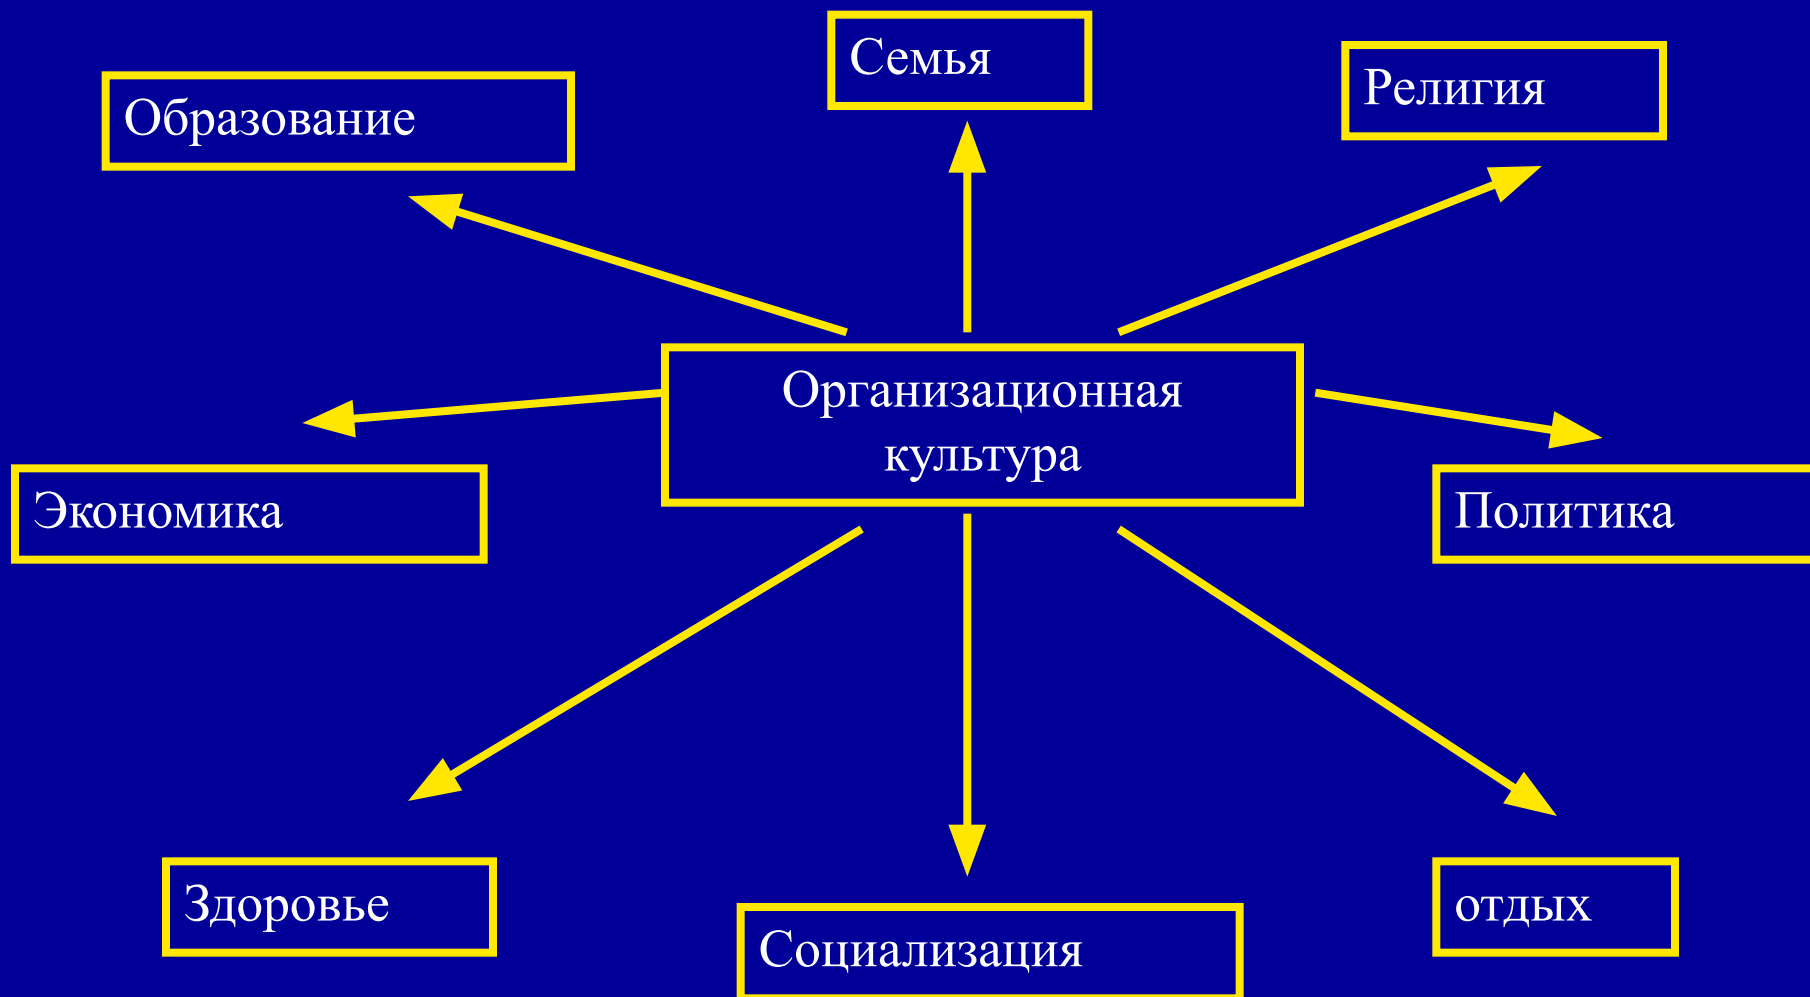 Семья
Религия
Образование
Организационная
культура
Экономика
Политика
Здоровье
отдых
Социализация